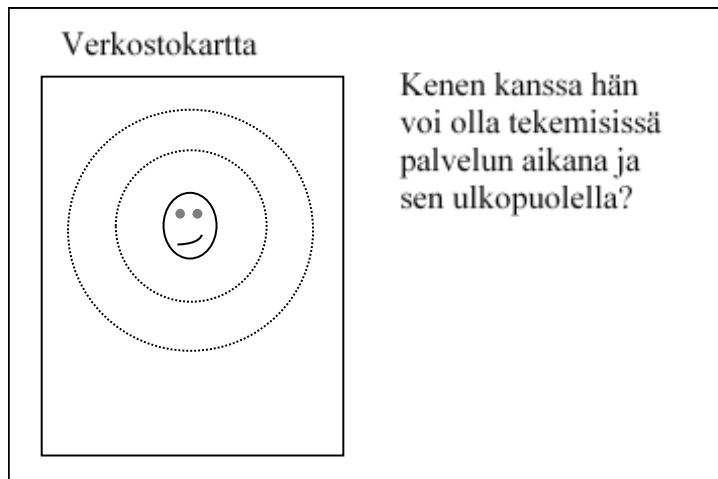 Verkostokartta
Kenen kanssa hän
voi olla tekemisissä
palvelun aikana ja
sen ulkopuolella?